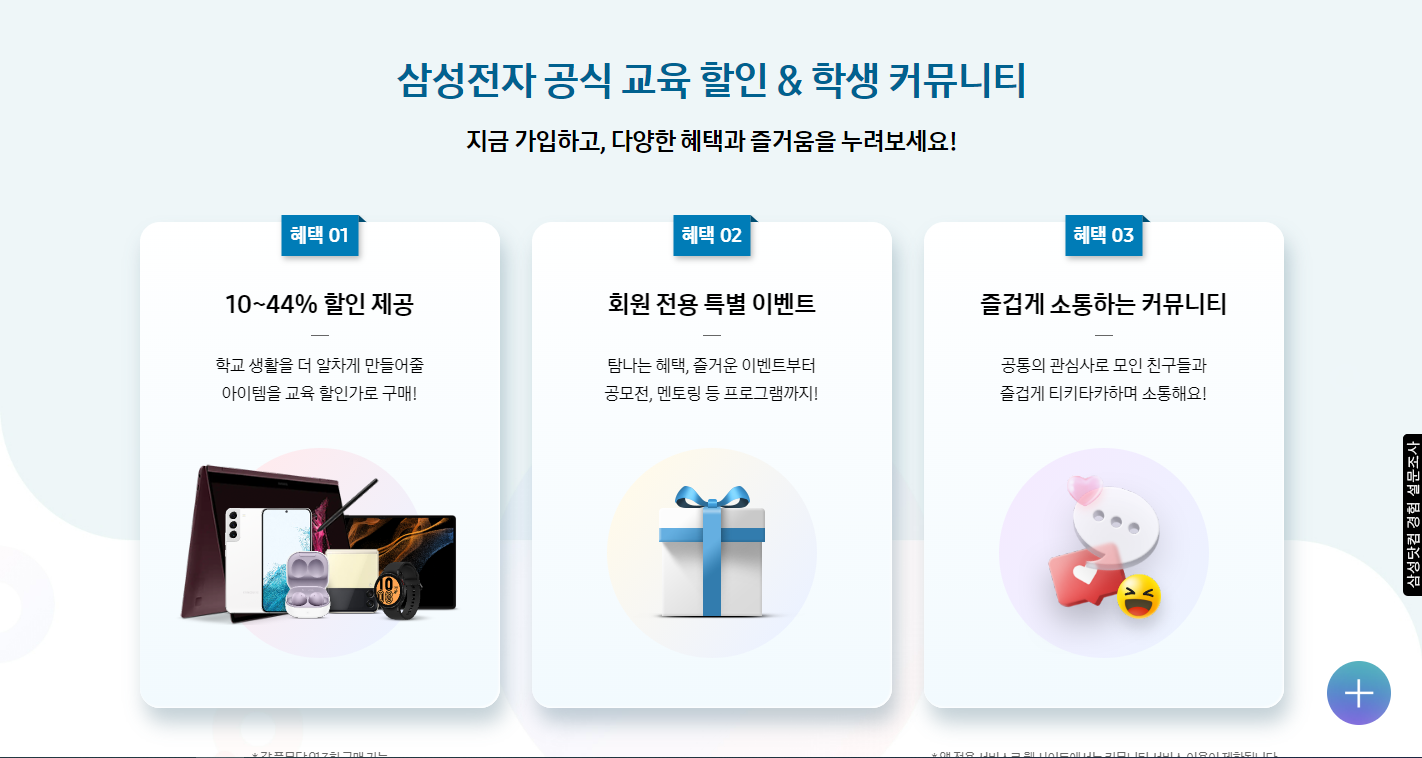 삼성전자 공식 교육 할인 & 학생 커뮤니티
지금 가입하고, 다양한 혜택과 즐거움을 누려보세요!
혜택 01
10~44% 할인 제공
학교 생활을 더 알차게 만들어줄
아이템을 교육 할인가로 구매!
혜택 02
회원 전용 특별 이벤트
탐나는 혜택, 즐거운 이벤트부터
공모전, 멘토링 등 프로그램까지!
혜택 03
즐겁게 소통하는 커뮤니티
공통의 관심사로 모인 친구들과
즐겁게 티키타카하며 소통해요!
삼성닷컴 경험 설문조사